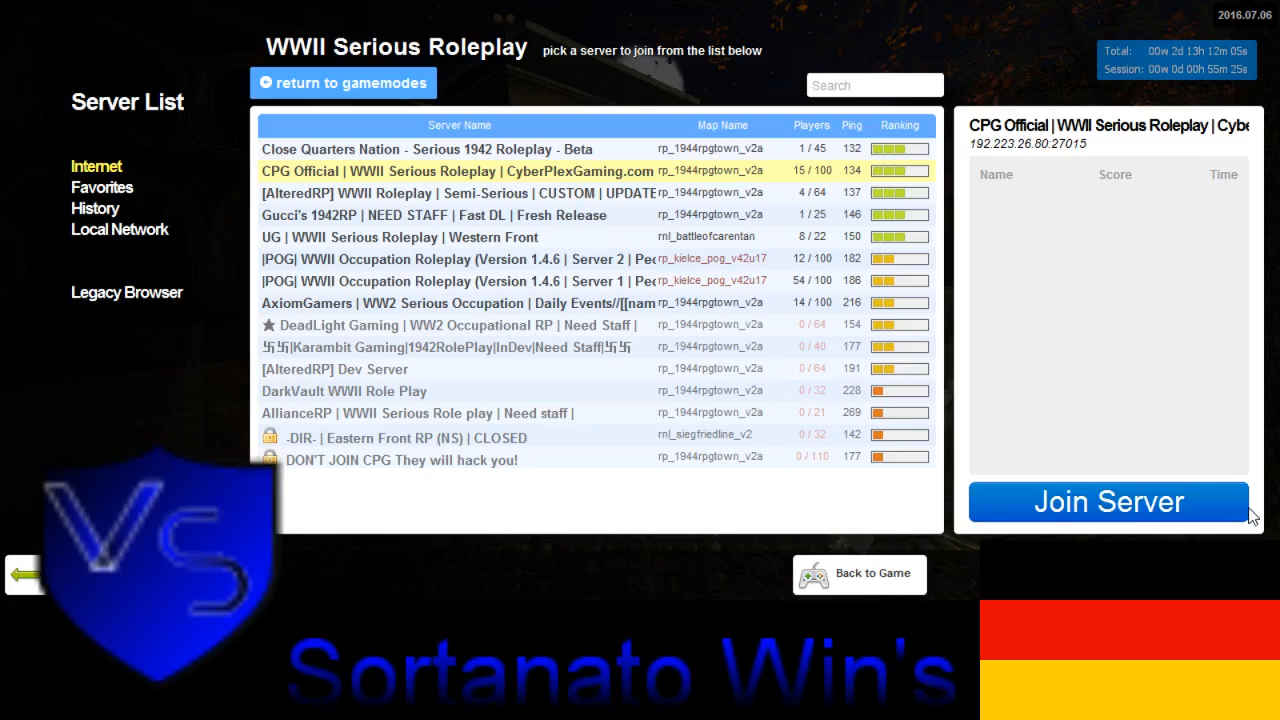 2016.07.06
WWII Serious Roleplay pick a server to join from the list below
Total: 00w 2d 13h 12m 05s
Session: 00w 0d 00h 55m 25s
return to gamemodes
Search
Server List
Internet
Favorites
History
Local Network
Legacy Browser
Server Name Map Name Players Ping Ranking
Close Quarters Nation - Serious 1942 Roleplay - Beta rp_1944rpgtown_v2a 1 / 45 132
CPG Official | WWII Serious Roleplay | CyberPlexGaming.com rp_1944rpgtown_v2a 15 / 100 134
[AlteredRP] WWII Roleplay | Semi-Serious | CUSTOM | UPDATE rp_1944rpgtown_v2a 4 / 64 137
Gucci's 1942RP | NEED STAFF | Fast DL | Fresh Release rp_1944rpgtown_v2a 1 / 25 146
UG | WWII Serious Roleplay | Western Front rnl_battleofcarentan 8 / 22 150
|POG| WWII Occupation Roleplay (Version 1.4.6 | Server 2 | Pec rp_kielce_pog_v42u17 12 / 100 182
|POG| WWII Occupation Roleplay (Version 1.4.6 | Server 1 | Pec rp_kielce_pog_v42u17 54 / 100 186
AxiomGamers | WW2 Serious Occupation | Daily Events//[[nam rp_1944rpgtown_v2a 14 / 100 216
★ DeadLight Gaming | WW2 Occupational RP | Need Staff | rp_1944rpgtown_v2a 0 / 64 154
卐卐|Karambit Gaming|1942RolePlay|InDev|Need Staff|卐卐 rp_1944rpgtown_v2a 0 / 40 177
[AlteredRP] Dev Server rp_1944rpgtown_v2a 0 / 64 191
DarkVault WWII Role Play rp_1944rpgtown_v2a 0 / 32 228
AllianceRP | WWII Serious Role play | Need staff | rp_1944rpgtown_v2a 0 / 21 269
-DIR- | Eastern Front RP (NS) | CLOSED rnl_siegfriedline_v2 0 / 32 142
DON'T JOIN CPG They will hack you! rp_1944rpgtown_v2a 0 / 110 177
CPG Official | WWII Serious Roleplay | Cybe
192.223.26.80:27015
Name Score Time
Join Server
VS
Back to Game
Sortanato Win's